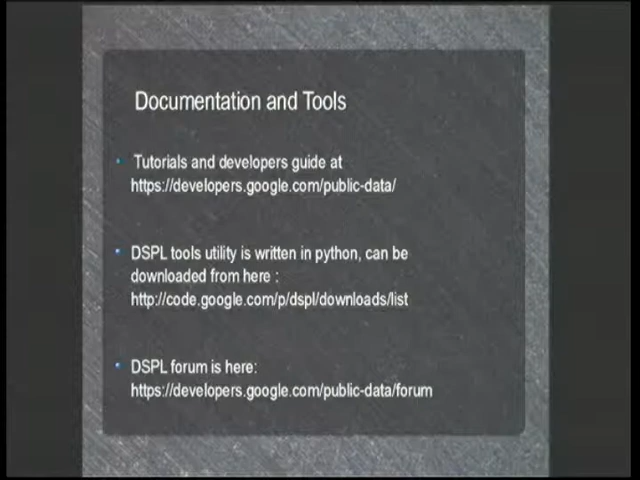 Documentation and Tools
Tutorials and developers guide at
https://developers.google.com/public-data/
DSPL tools utility is written in python, can be
downloaded from here :
http://code.google.com/p/dspl/downloads/list
DSPL forum is here:
https://developers.google.com/public-data/forum